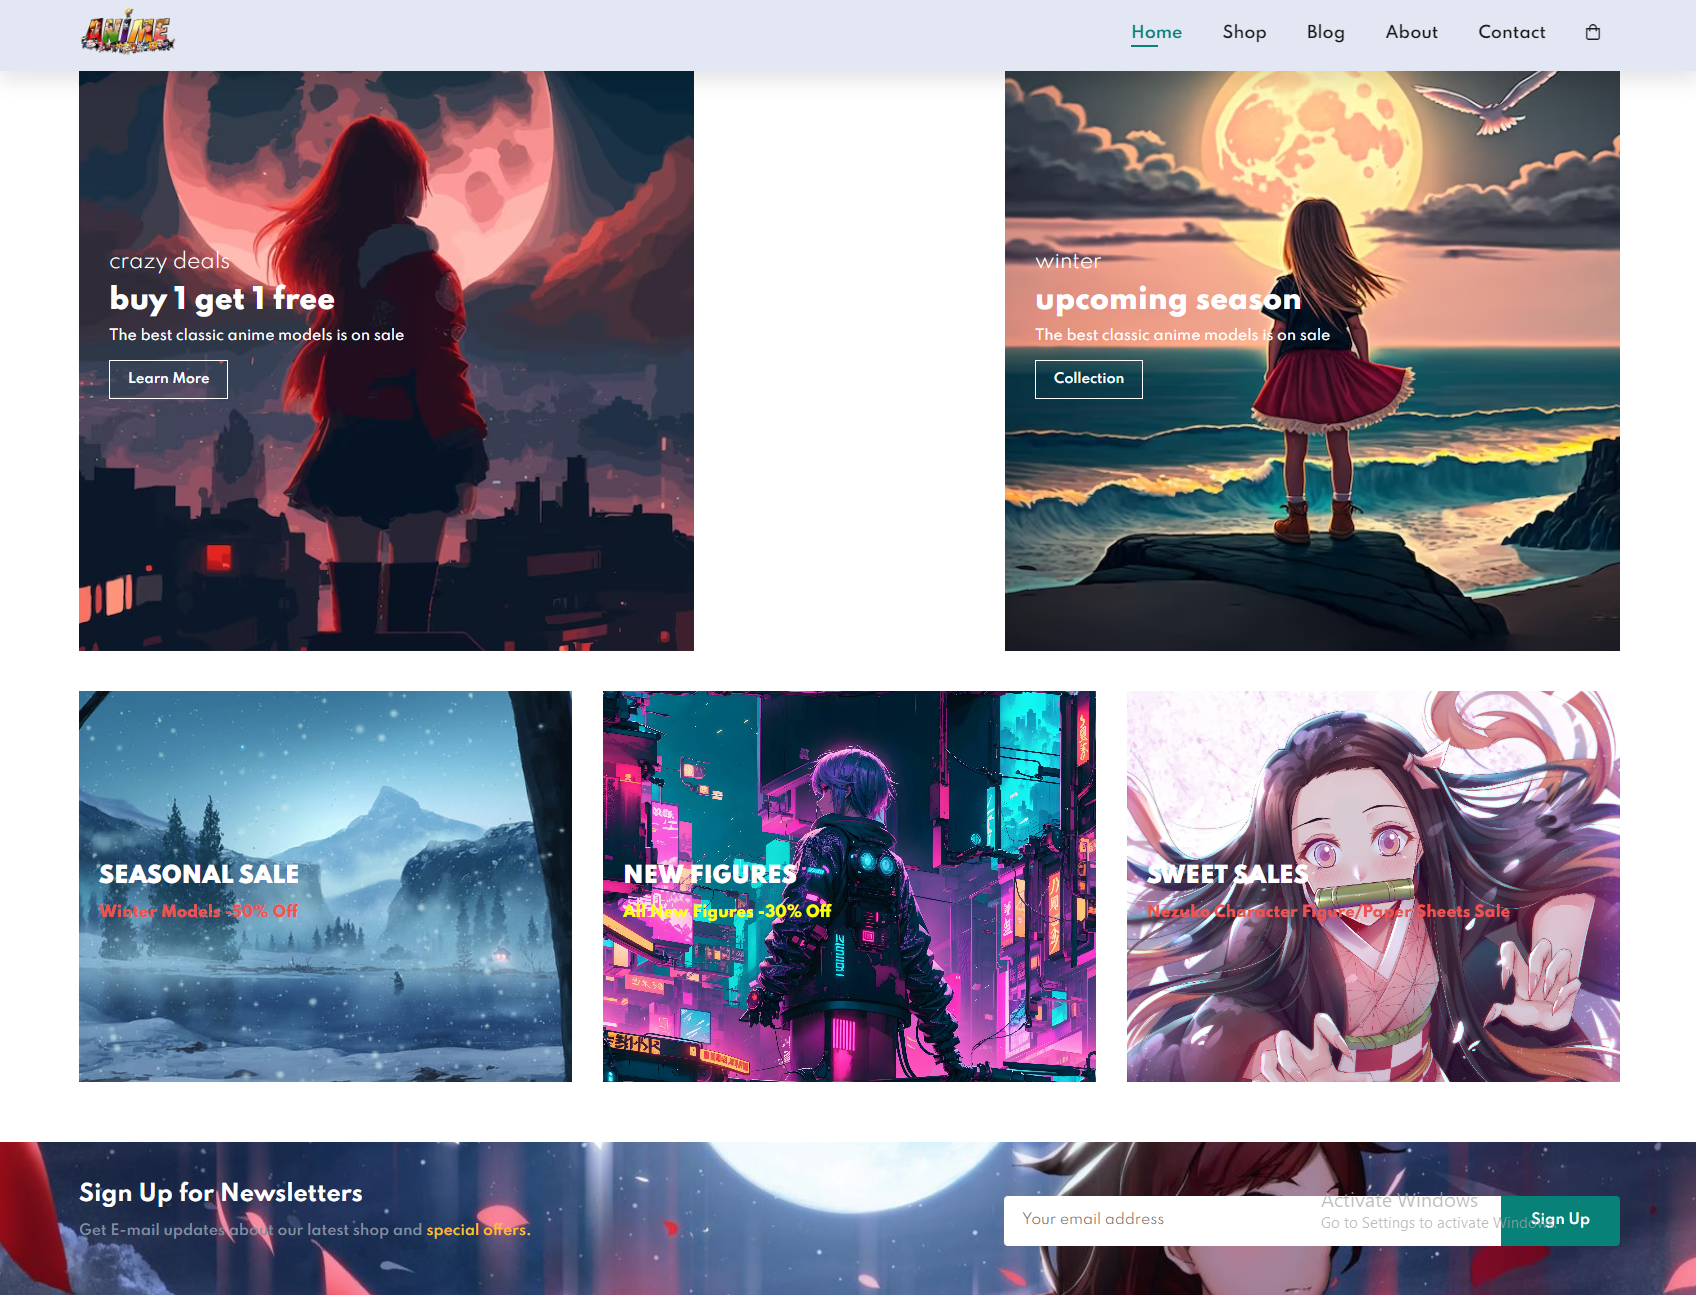 ANIME
Home
Shop
Blog
About
Contact
crazy deals
buy 1 get 1 free
The best classic anime models is on sale
Learn More
winter
upcoming season
The best classic anime models is on sale
Collection
SEASONAL SALE
Winter Models -50% Off
NEW FIGURES
All New Figures -30% Off
SWEET SALES
Nezuko Character Figure/Paper Sheets Sale
Sign Up for Newsletters
Get E-mail updates about our latest shop and special offers.
Your email address
Sign Up
Activate Windows
Go to Settings to activate Windows.